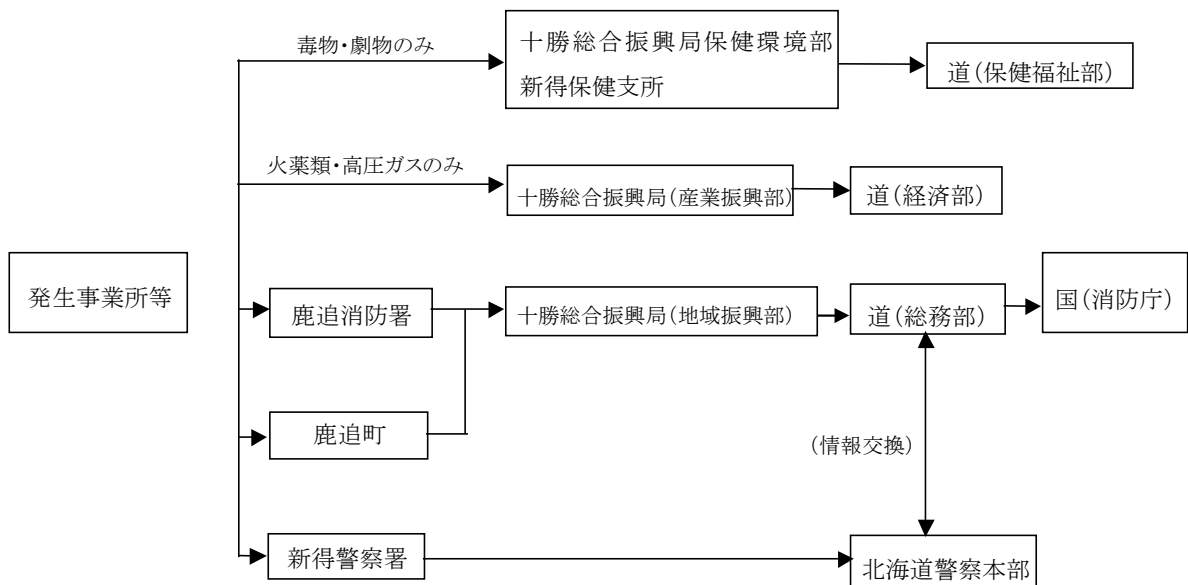 毒物・劇物のみ
十勝総合振興局保健環境部
新得保健支所
道(保健福祉部)
火薬類・高圧ガスのみ
十勝総合振興局(産業振興部)
道(経済部)
発生事業所等
鹿追消防署
十勝総合振興局(地域振興部)
道(総務部)
国(消防庁)
鹿追町
(情報交換)
新得警察署
北海道警察本部